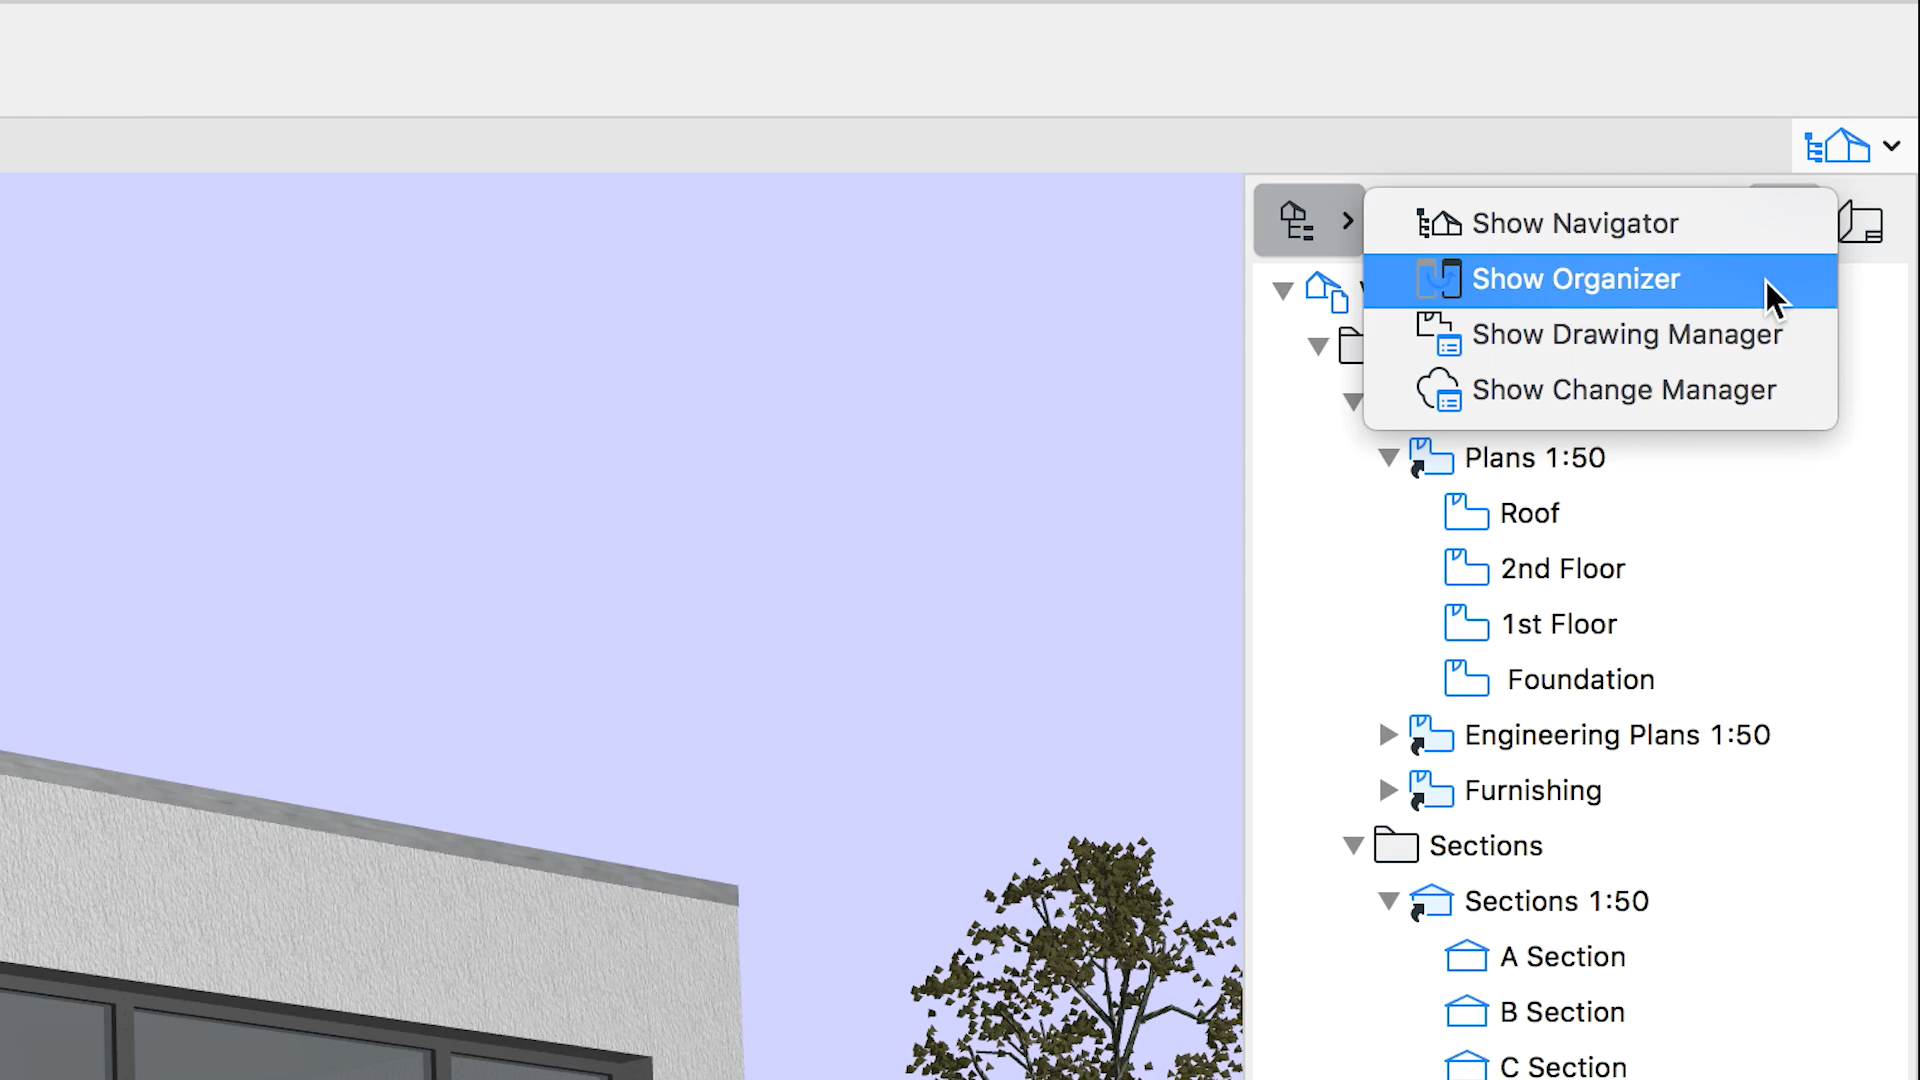 Show Navigator
Show Organizer
Show Drawing Manager
Show Change Manager
Plans 1:50
Roof
2nd Floor
1st Floor
Foundation
Engineering Plans 1:50
Furnishing
Sections
Sections 1:50
A Section
B Section
C Section